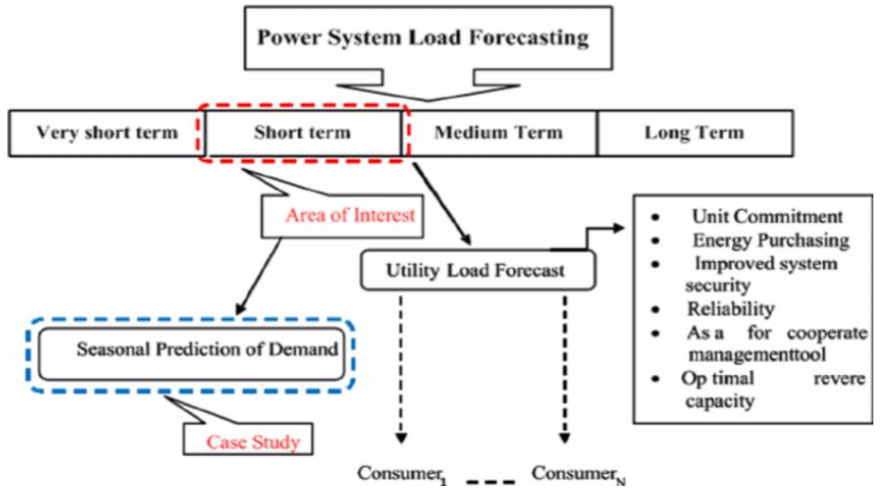 Power System Load Forecasting
Very short term
Short term
Medium Term
Long Term
Area of Interest
Utility Load Forecast
• Unit Commitment
• Energy Purchasing
• Improved system
security
• Reliability
• As a for cooperate
managementtool
• Op timal revere
capacity
Seasonal Prediction of Demand
Case Study
Consumer₁
Consumer_N